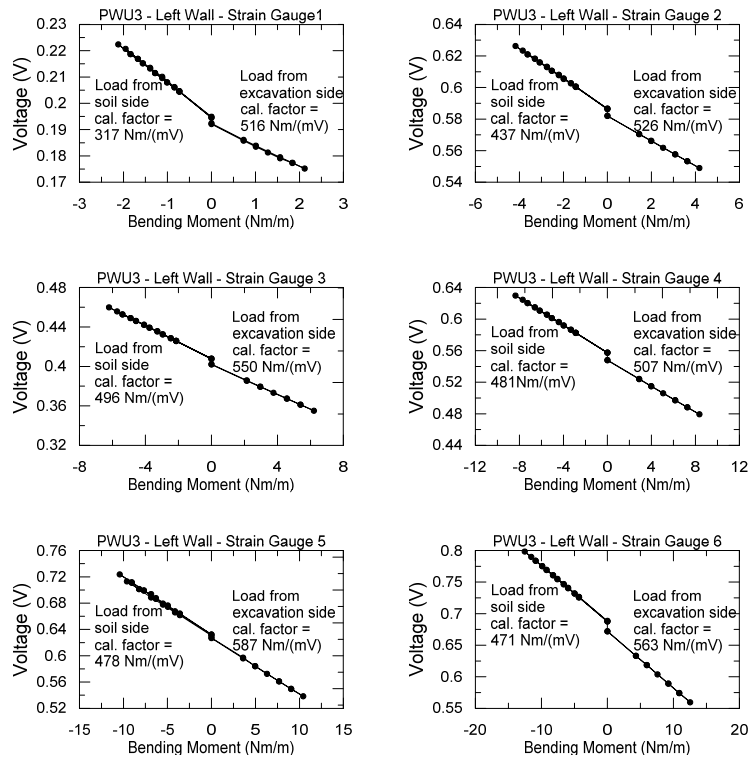 PWU3 - Left Wall - Strain Gauge1
0.23
0.22
0.21
0.2
0.19
0.18
0.17
Voltage (V)
Load from
soil side
cal. factor =
317 Nm/(mV)
Load from
excavation side
cal. factor =
516 Nm/(mV)
-3 -2 -1 0 1 2 3
Bending Moment (Nm/m)
PWU3 - Left Wall - Strain Gauge 2
0.64
0.62
0.6
0.58
0.56
0.54
Voltage (V)
Load from
soil side
cal. factor =
437 Nm/(mV)
Load from
excavation side
cal. factor =
526 Nm/(mV)
-6 -4 -2 0 2 4 6
Bending Moment (Nm/m)
PWU3 - Left Wall - Strain Gauge 3
0.48
0.44
0.4
0.36
0.32
Voltage (V)
Load from
soil side
cal. factor =
496 Nm/(mV)
Load from
excavation side
cal. factor =
550 Nm/(mV)
-8 -4 0 4 8
Bending Moment (Nm/m)
PWU3 - Left Wall - Strain Gauge 4
0.64
0.6
0.56
0.52
0.48
0.44
Voltage (V)
Load from
soil side
cal. factor =
481Nm/(mV)
Load from
excavation side
cal. factor =
507 Nm/(mV)
-12 -8 -4 0 4 8 12
Bending Moment (Nm/m)
PWU3 - Left Wall - Strain Gauge 5
0.76
0.72
0.68
0.64
0.6
0.56
0.52
Voltage (V)
Load from
soil side
cal. factor =
478 Nm/(mV)
Load from
excavation side
cal. factor =
587 Nm/(mV)
-15 -10 -5 0 5 10 15
Bending Moment (Nm/m)
PWU3 - Left Wall - Strain Gauge 6
0.8
0.75
0.7
0.65
0.6
0.55
Voltage (V)
Load from
soil side
cal. factor =
471 Nm/(mV)
Load from
excavation side
cal. factor =
563 Nm/(mV)
-20 -10 0 10 20
Bending Moment (Nm/m)